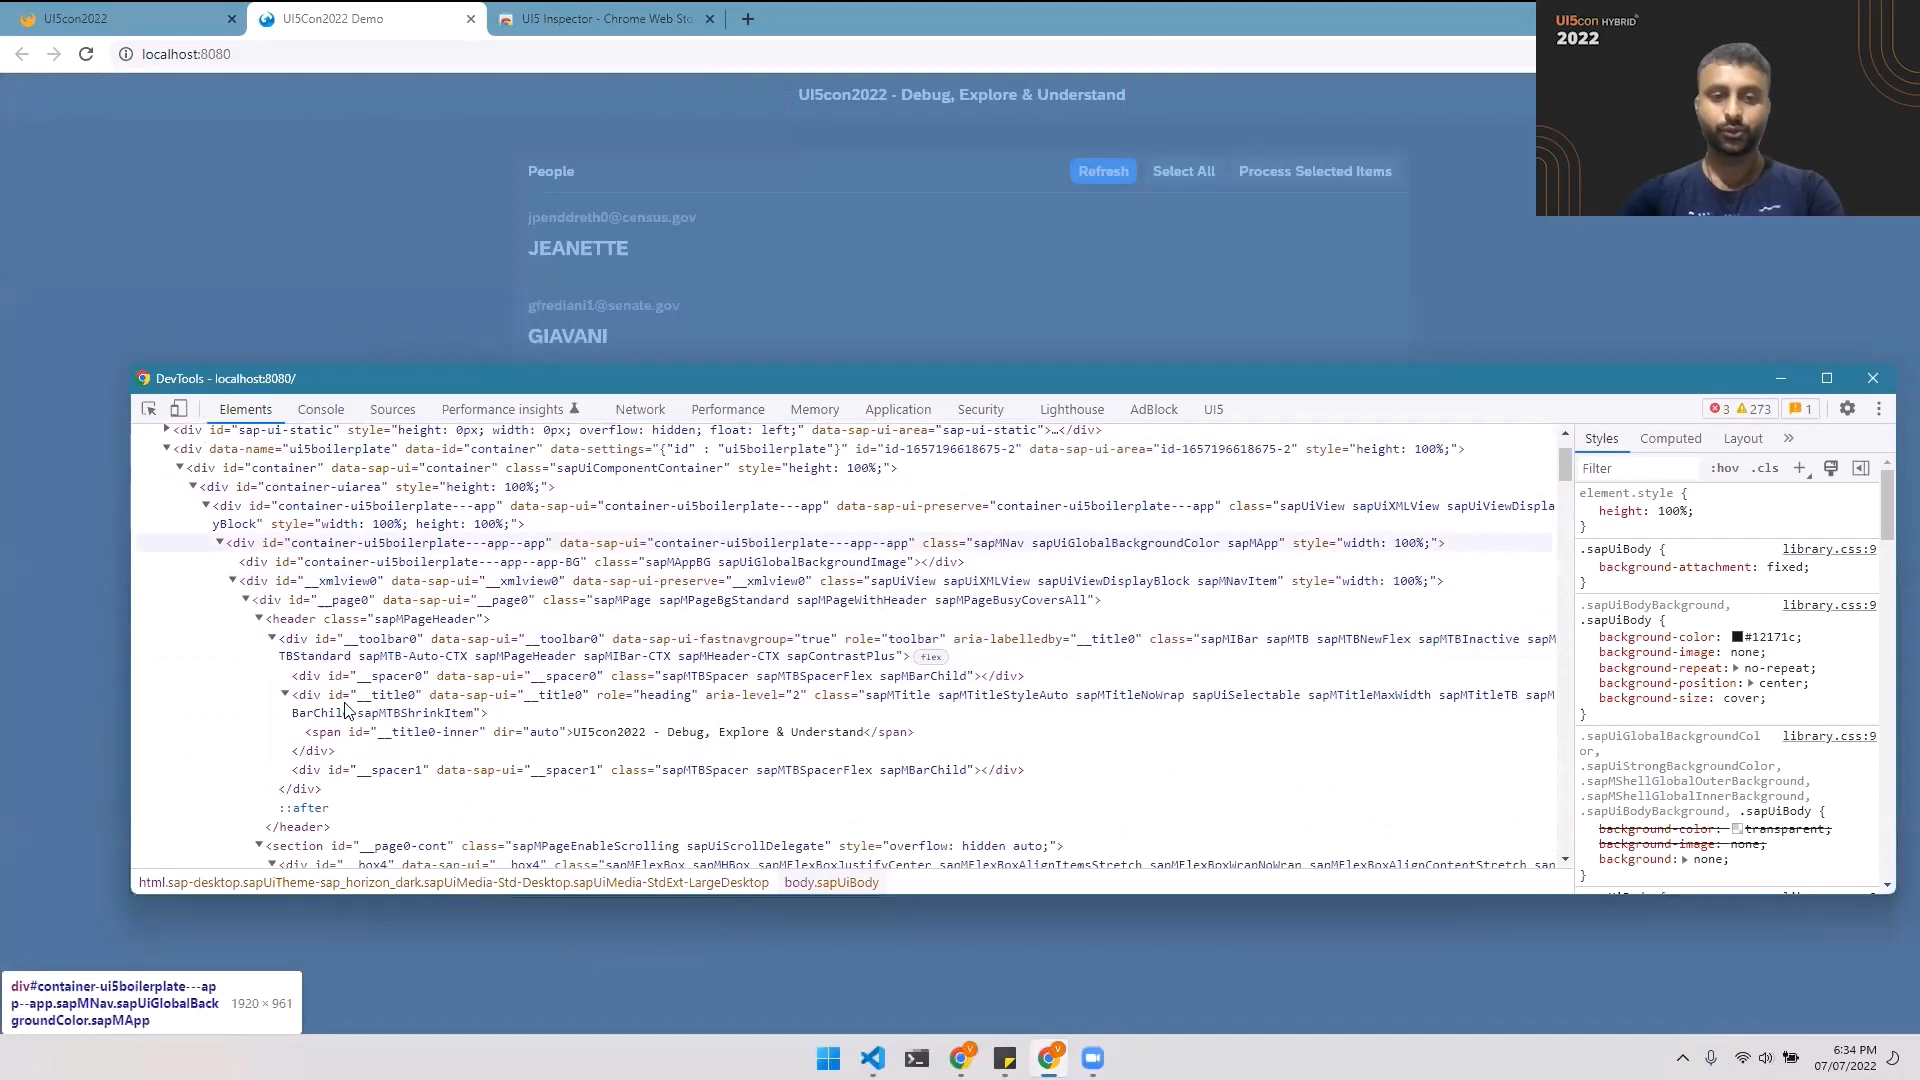 UI5Con2022
UI5Con2022 Demo
UI5 Inspector - Chrome Web Sto
localhost:8080
UI5con HYBRID
2022
UI5con2022 - Debug, Explore & Understand
People
Refresh
Select All
Process Selected Items
jpenddreth0@census.gov
JEANETTE
gfrediani1@senate.gov
GIAVANI
DevTools - localhost:8080/
Elements
Console
Sources
Performance insights
Network
Performance
Memory
Application
Security
Lighthouse
AdBlock
UI5
3
273
1
<div id="sap-ui-static" style="height: 0px; width: 0px; overflow: hidden; float: left;" data-sap-ui-area="sap-ui-static">…</div>
<div data-name="ui5boilerplate" data-id="container" data-settings="{"id" : "ui5boilerplate"}" id="id-1657196618675-2" data-sap-ui-area="id-1657196618675-2" style="height: 100%;">
<div id="container" data-sap-ui="container" class="sapUiComponentContainer" style="height: 100%;">
<div id="container-uiarea" style="height: 100%;">
<div id="container-ui5boilerplate---app" data-sap-ui="container-ui5boilerplate---app" data-sap-ui-preserve="container-ui5boilerplate---app" class="sapUiView sapUiXMLView sapUiViewDispla
yBlock" style="width: 100%; height: 100%;">
<div id="container-ui5boilerplate---app--app" data-sap-ui="container-ui5boilerplate---app--app" class="sapMNav sapUiGlobalBackgroundColor sapMApp" style="width: 100%;">
<div id="container-ui5boilerplate---app--app-BG" class="sapMAppBG sapUiGlobalBackgroundImage"></div>
<div id="__xmlview0" data-sap-ui="__xmlview0" data-sap-ui-preserve="__xmlview0" class="sapUiView sapUiXMLView sapUiViewDisplayBlock sapMNavItem" style="width: 100%;">
<div id="__page0" data-sap-ui="__page0" class="sapMPage sapMPageBgStandard sapMPageWithHeader sapMPageBusyCoversAll">
<header class="sapMPageHeader">
<div id="__toolbar0" data-sap-ui="__toolbar0" data-sap-ui-fastnavgroup="true" role="toolbar" aria-labelledby="__title0" class="sapMIBar sapMTB sapMTBNewFlex sapMTBInactive sapM
TBStandard sapMTB-Auto-CTX sapMPageHeader sapMIBar-CTX sapMHeader-CTX sapContrastPlus"> flex
<div id="__spacer0" data-sap-ui="__spacer0" class="sapMTBSpacer sapMTBSpacerFlex sapMBarChild"></div>
<div id="__title0" data-sap-ui="__title0" role="heading" aria-level="2" class="sapMTitle sapMTitleStyleAuto sapMTitleNoWrap sapUiSelectable sapMTitleMaxWidth sapMTitleTB sapM
BarChild sapMTBShrinkItem">
<span id="__title0-inner" dir="auto">UI5con2022 - Debug, Explore & Understand</span>
</div>
<div id="__spacer1" data-sap-ui="__spacer1" class="sapMTBSpacer sapMTBSpacerFlex sapMBarChild"></div>
</div>
::after
</header>
<section id="__page0-cont" class="sapMPageEnableScrolling sapUiScrollDelegate" style="overflow: hidden auto;">
<div id="__box4" data-sap-ui="__box4" class="sapMFlexBox sapMHBox sapMFlexBoxJustifyCenter sapMFlexBoxAlignItemsStretch sapMFlexBoxWrapNoWrap sapMFlexBoxAlignContentStretch sap
html.sap-desktop.sapUiTheme-sap_horizon_dark.sapUiMedia-Std-Desktop.sapUiMedia-StdExt-LargeDesktop
body.sapUiBody
Styles
Computed
Layout
Filter
:hov
.cls
element.style {
height: 100%;
}
.sapUiBody {
library.css:9
background-attachment: fixed;
}
.sapUiBodyBackground,
library.css:9
.sapUiBody {
background-color: #12171c;
background-image: none;
background-repeat: no-repeat;
background-position: center;
background-size: cover;
}
.sapUiGlobalBackgroundCol
library.css:9
or,
.sapUiStrongBackgroundColor,
.sapMShellGlobalOuterBackground,
.sapMShellGlobalInnerBackground,
.sapUiBodyBackground, .sapUiBody {
background-color: transparent;
background-image: none;
background: none;
}
div#container-ui5boilerplate---ap
p--app.sapMNav.sapUiGlobalBack
groundColor.sapMApp
1920 × 961
6:34 PM
07/07/2022